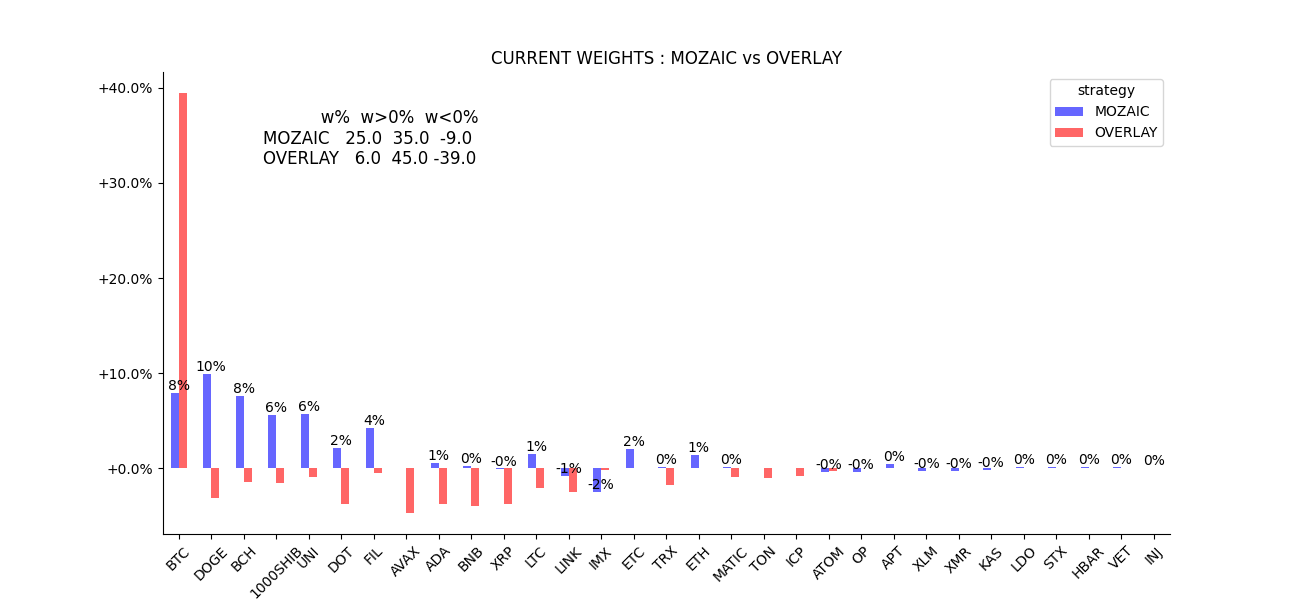 CURRENT WEIGHTS : MOZAIC vs OVERLAY
+40.0%
+30.0%
+20.0%
+10.0%
+0.0%
w% w>0% w<0%
MOZAIC 25.0 35.0 -9.0
OVERLAY 6.0 45.0 -39.0
strategy
MOZAIC
OVERLAY
8% 10% 8% 6% 6% 2% 4% 1% 0% -0% 1% -1% -2% 2% 0% 1% 0% -0% -0% 0% -0% -0% -0% 0% 0% 0% 0% 0%
BTC DOGE BCH 1000SHIB UNI DOT FIL AVAX ADA BNB XRP LTC LINK IMX ETC TRX ETH MATIC TON ICP ATOM OP APT XLM XMR KAS LDO STX HBAR VET INJ